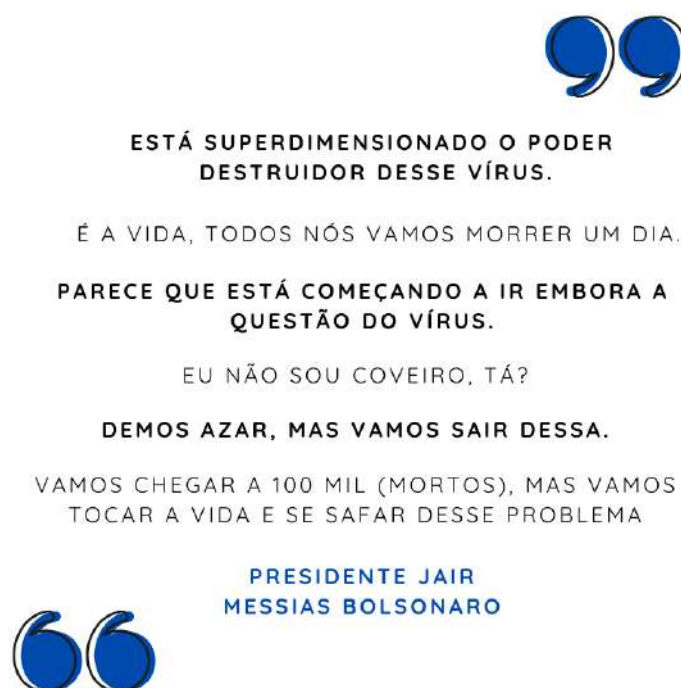 ESTÁ SUPERDIMENSIONADO O PODER
DESTRUIDOR DESSE VÍRUS.
É A VIDA, TODOS NÓS VAMOS MORRER UM DIA.
PARECE QUE ESTÁ COMEÇANDO A IR EMBORA A
QUESTÃO DO VÍRUS.
EU NÃO SOU COVEIRO, TÁ?
DEMOS AZAR, MAS VAMOS SAIR DESSA.
VAMOS CHEGAR A 100 MIL (MORTOS), MAS VAMOS
TOCAR A VIDA E SE SAFAR DESSE PROBLEMA
PRESIDENTE JAIR
MESSIAS BOLSONARO